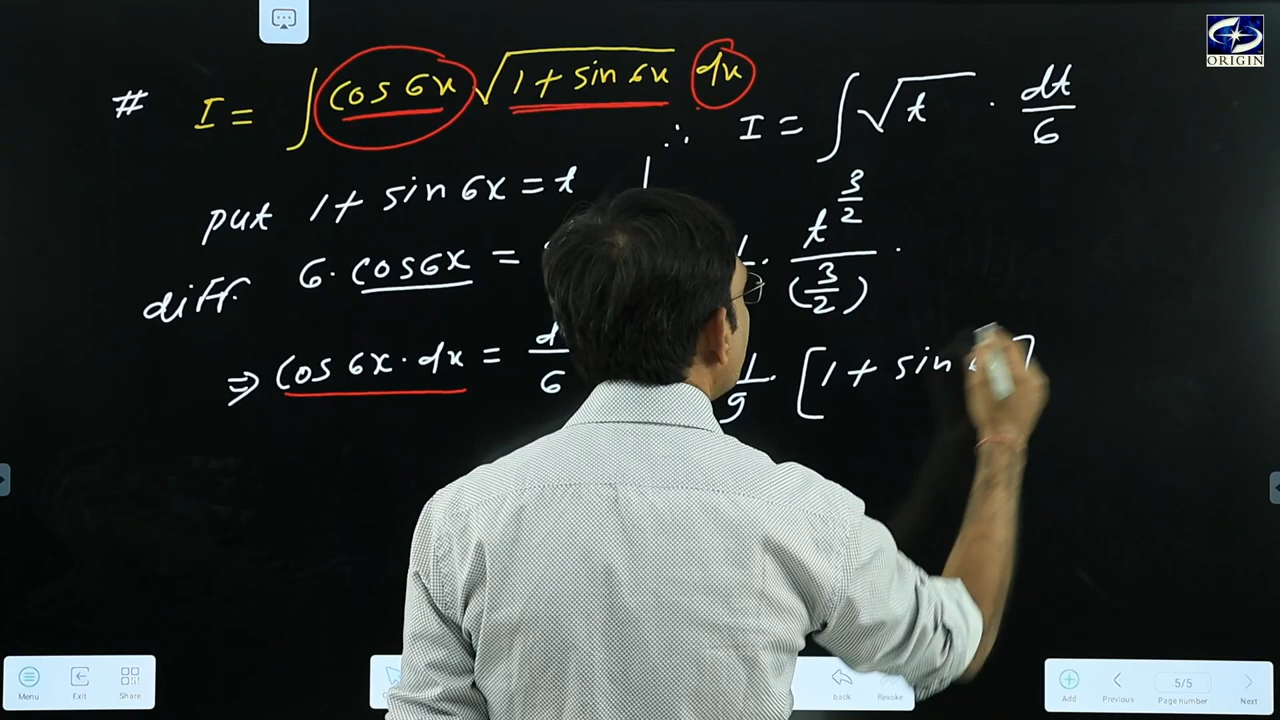 # I = ∫ cos 6x √(1 + sin 6x) dx
put 1 + sin 6x = t
diff. 6 · cos6x =
⇒ cos 6x · dx = d/6
∴ I = ∫ √t · dt/6
· t^(3/2) / (3/2) ·
1/9 · [1 + sin
ORIGIN
Menu
Exit
Share
back
Revoke
Add
Previous
5/5
Page number
Next